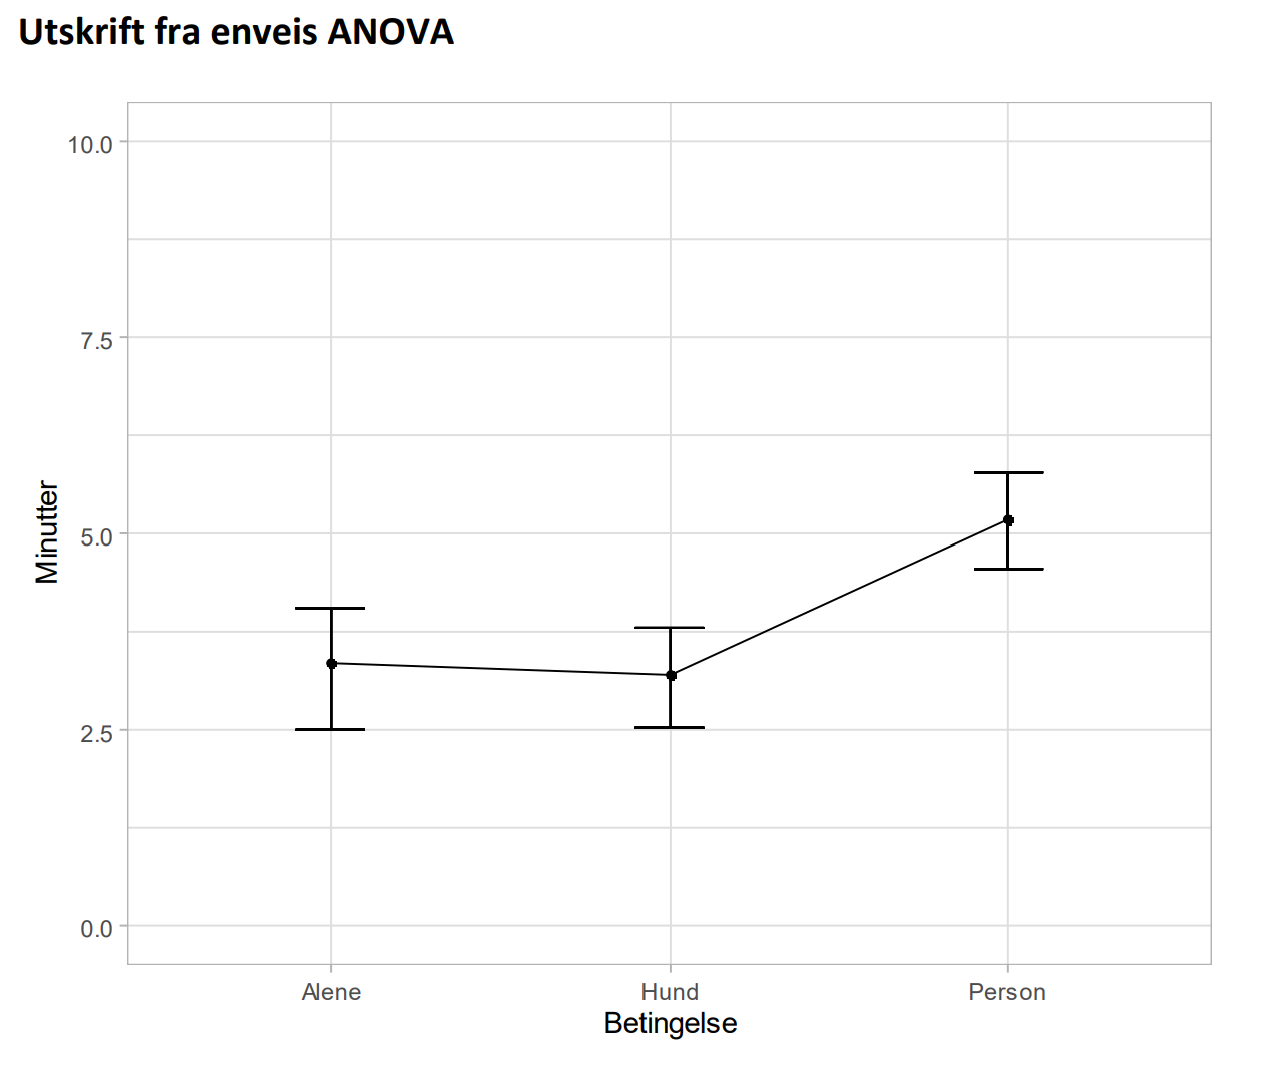 Utskrift fra enveis ANOVA
10.0
7.5
5.0
2.5
0.0
Minutter
Alene Hund Person
Betingelse